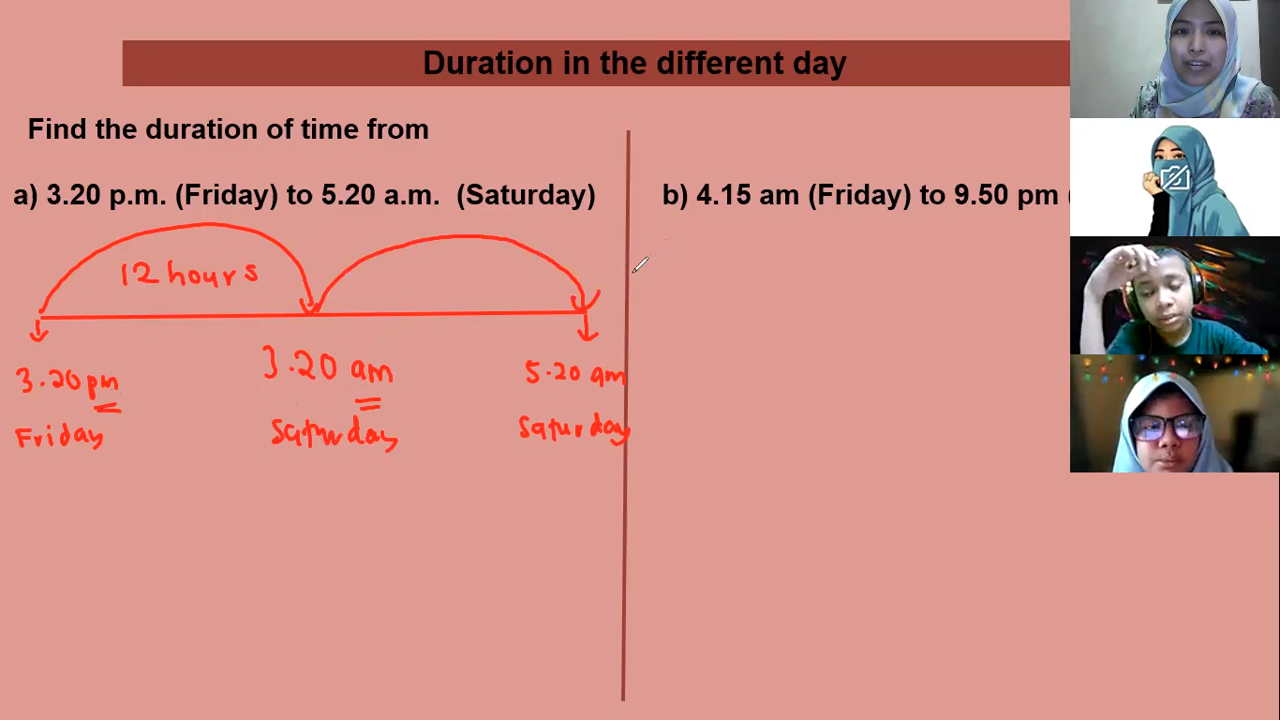 Duration in the different day
Find the duration of time from
a) 3.20 p.m. (Friday) to 5.20 a.m. (Saturday)
b) 4.15 am (Friday) to 9.50 pm (
12 hours
3.20 pm
Friday
3.20 am
Saturday
5.20 am
Saturday